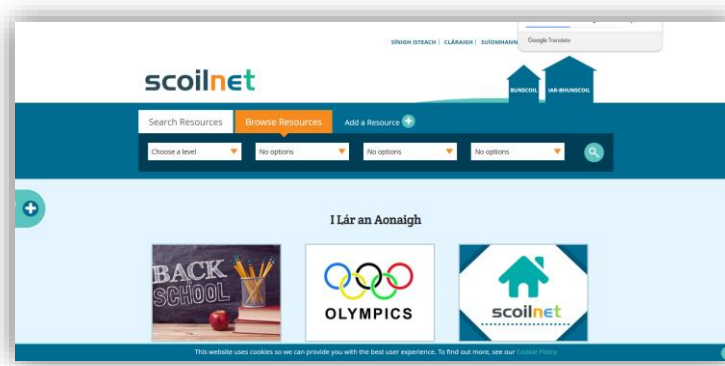 SÍNIGH ISTEACH | CLÁRAIGH |
Google Translate
scoilnet
BUNSCOIL
IAR-BHUNSCOIL
Search Resources
Browse Resources
Add a Resource
Choose a level
No options
No options
No options
I Lár an Aonaigh
BACK
SCHOOL
OLYMPICS
scoilnet
This website uses cookies so we can provide you with the best user experience. To find out more, see our Cookie Policy